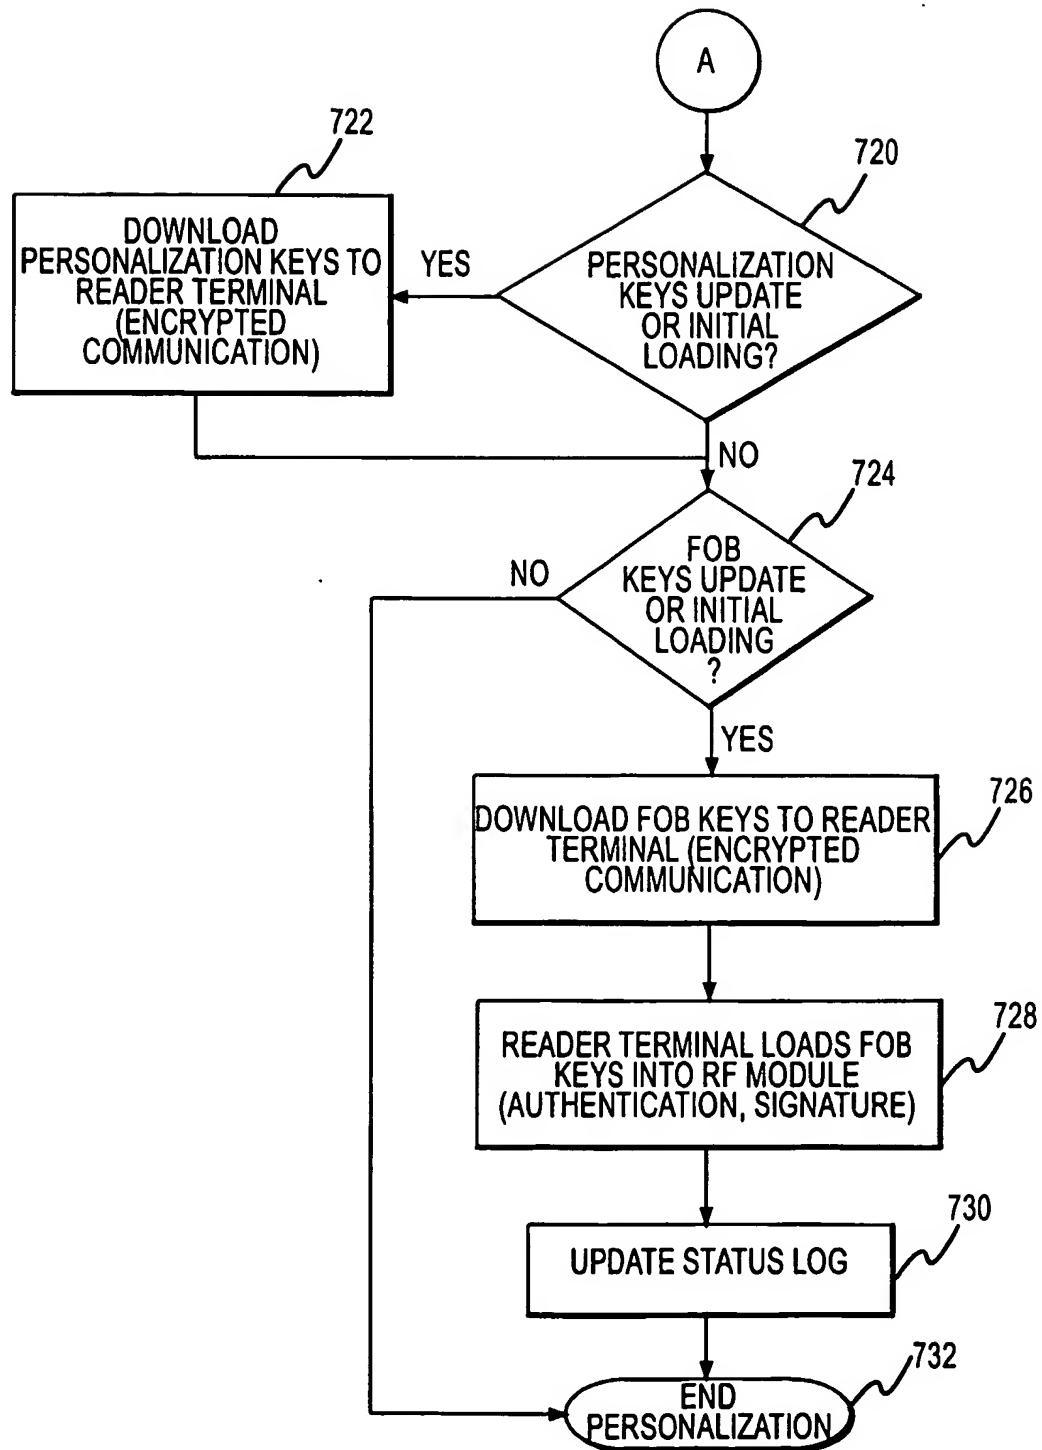 A
722
720
DOWNLOAD
PERSONALIZATION KEYS TO
READER TERMINAL
(ENCRYPTED
COMMUNICATION)
YES
PERSONALIZATION
KEYS UPDATE
OR INITIAL
LOADING?
NO
724
NO
FOB
KEYS UPDATE
OR INITIAL
LOADING
?
YES
726
DOWNLOAD FOB KEYS TO READER
TERMINAL (ENCRYPTED
COMMUNICATION)
728
READER TERMINAL LOADS FOB
KEYS INTO RF MODULE
(AUTHENTICATION, SIGNATURE)
730
UPDATE STATUS LOG
732
END
PERSONALIZATION